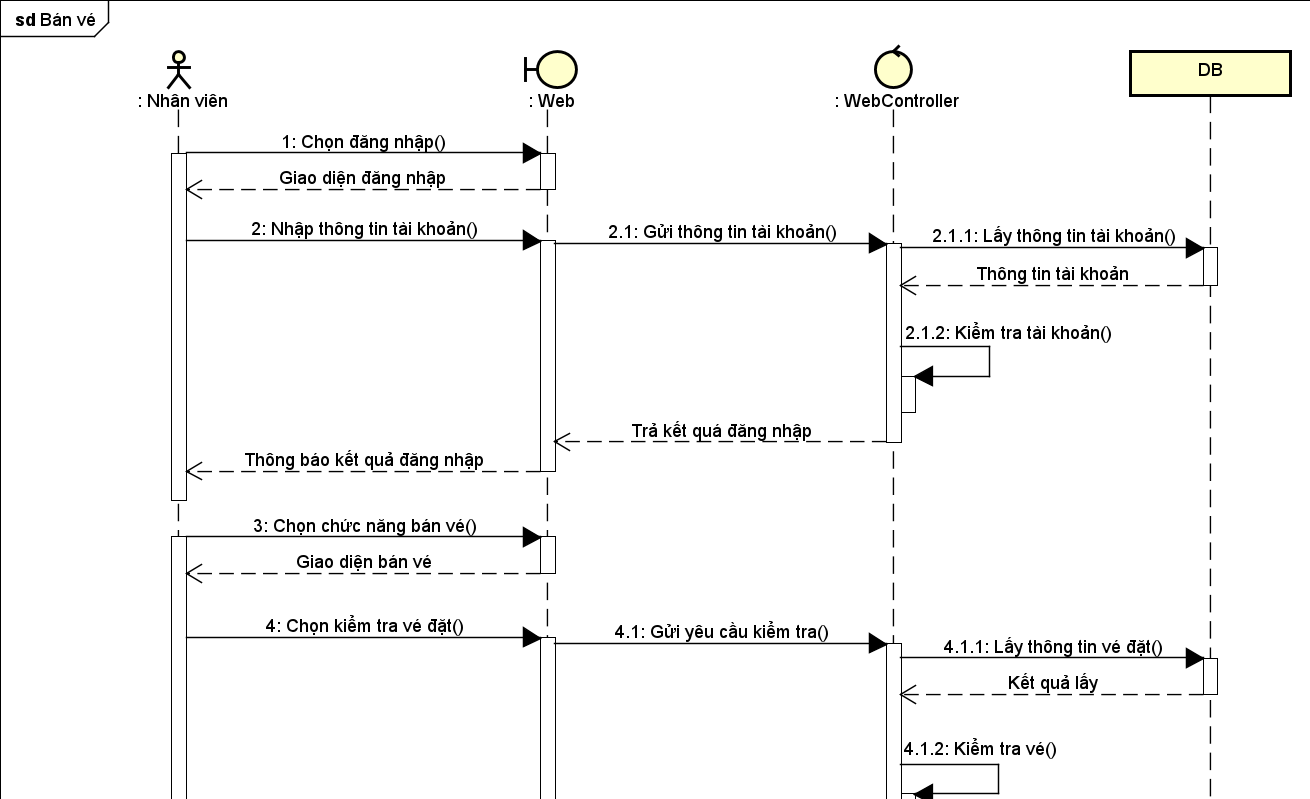 sd Bán vé
: Nhân viên
: Web
: WebController
DB
1: Chọn đăng nhập()
Giao diện đăng nhập
2: Nhập thông tin tài khoản()
2.1: Gửi thông tin tài khoản()
2.1.1: Lấy thông tin tài khoản()
Thông tin tài khoản
2.1.2: Kiểm tra tài khoản()
Trả kết quá đăng nhập
Thông báo kết quả đăng nhập
3: Chọn chức năng bán vé()
Giao diện bán vé
4: Chọn kiểm tra vé đặt()
4.1: Gửi yêu cầu kiểm tra()
4.1.1: Lấy thông tin vé đặt()
Kết quả lấy
4.1.2: Kiểm tra vé()